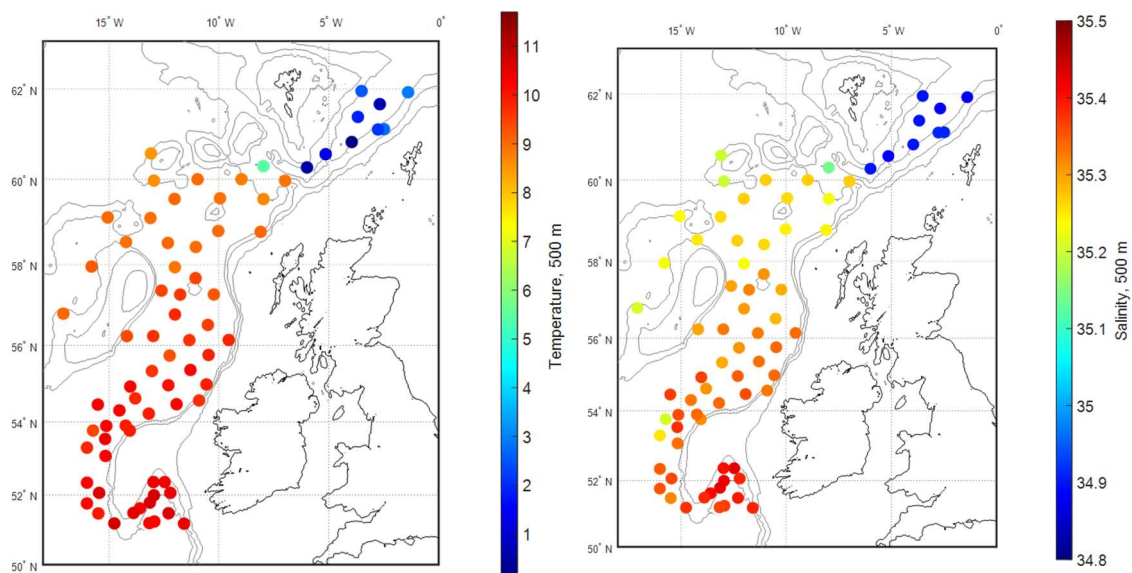 15° W 10° W 5° W 0°
62° N
60° N
58° N
56° N
54° N
52° N
50° N
11
10
9
8
7
6
5
4
3
2
1
Temperature, 500 m
15° W 10° W 5° W 0°
62° N
60° N
58° N
56° N
54° N
52° N
50° N
35.5
35.4
35.3
35.2
35.1
35
34.9
34.8
Salinity, 500 m